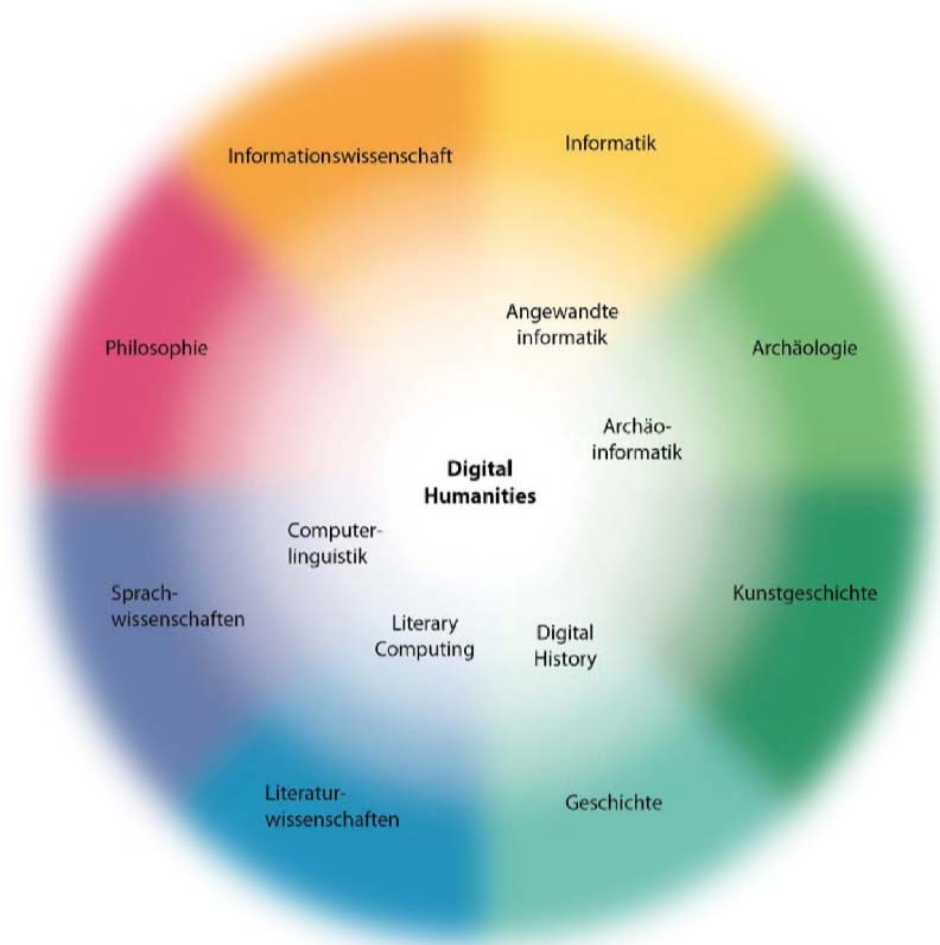 Informationswissenschaft
Informatik
Philosophie
Angewandte
informatik
Archäologie
Archäo-
informatik
Digital
Humanities
Computer-
linguistik
Sprach-
wissenschaften
Kunstgeschichte
Literary
Computing
Digital
History
Literatur-
wissenschaften
Geschichte